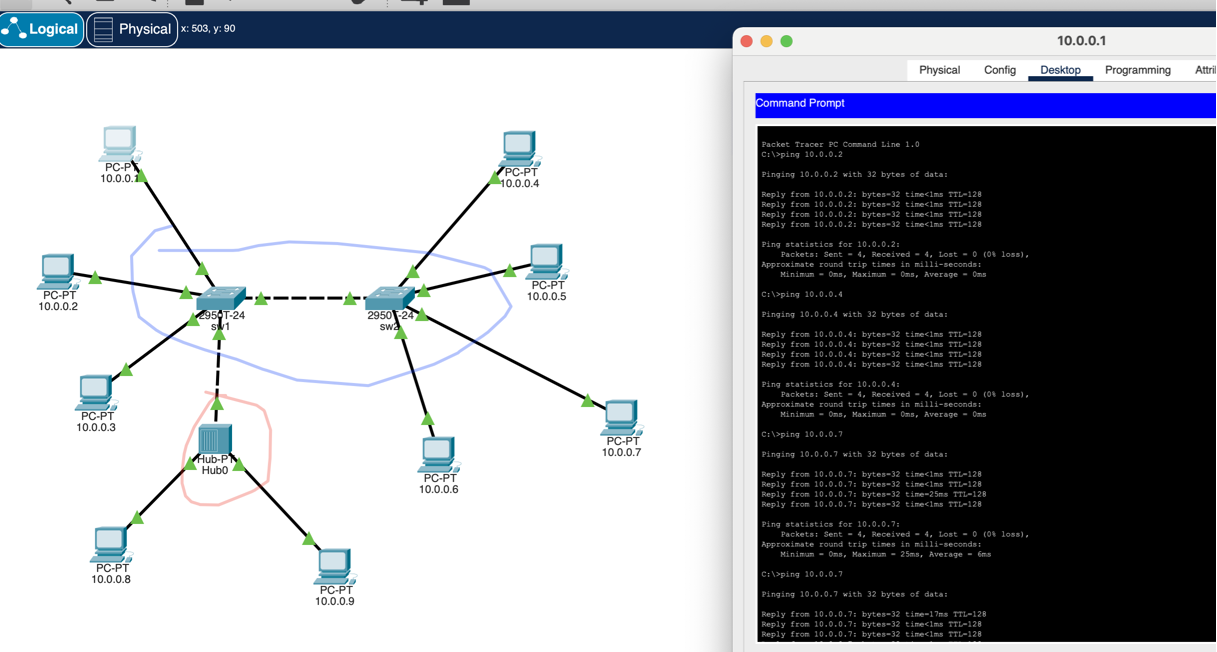 Logical
Physical
x: 503, y: 90
10.0.0.1
Physical
Config
Desktop
Programming
Command Prompt
PC-PT
10.0.0.1
PC-PT
10.0.0.4
PC-PT
10.0.0.2
PC-PT
10.0.0.5
2950T-24
sw1
2950T-24
sw2
PC-PT
10.0.0.3
PC-PT
10.0.0.7
Hub-PT
Hub0
PC-PT
10.0.0.6
PC-PT
10.0.0.8
PC-PT
10.0.0.9
Packet Tracer PC Command Line 1.0
C:\>ping 10.0.0.2
Pinging 10.0.0.2 with 32 bytes of data:
Reply from 10.0.0.2: bytes=32 time<1ms TTL=128
Reply from 10.0.0.2: bytes=32 time<1ms TTL=128
Reply from 10.0.0.2: bytes=32 time<1ms TTL=128
Reply from 10.0.0.2: bytes=32 time<1ms TTL=128
Ping statistics for 10.0.0.2:
Packets: Sent = 4, Received = 4, Lost = 0 (0% loss),
Approximate round trip times in milli-seconds:
Minimum = 0ms, Maximum = 0ms, Average = 0ms
C:\>ping 10.0.0.4
Pinging 10.0.0.4 with 32 bytes of data:
Reply from 10.0.0.4: bytes=32 time<1ms TTL=128
Reply from 10.0.0.4: bytes=32 time<1ms TTL=128
Reply from 10.0.0.4: bytes=32 time<1ms TTL=128
Reply from 10.0.0.4: bytes=32 time<1ms TTL=128
Ping statistics for 10.0.0.4:
Packets: Sent = 4, Received = 4, Lost = 0 (0% loss),
Approximate round trip times in milli-seconds:
Minimum = 0ms, Maximum = 0ms, Average = 0ms
C:\>ping 10.0.0.7
Pinging 10.0.0.7 with 32 bytes of data:
Reply from 10.0.0.7: bytes=32 time<1ms TTL=128
Reply from 10.0.0.7: bytes=32 time<1ms TTL=128
Reply from 10.0.0.7: bytes=32 time=25ms TTL=128
Reply from 10.0.0.7: bytes=32 time<1ms TTL=128
Ping statistics for 10.0.0.7:
Packets: Sent = 4, Received = 4, Lost = 0 (0% loss),
Approximate round trip times in milli-seconds:
Minimum = 0ms, Maximum = 25ms, Average = 6ms
C:\>ping 10.0.0.7
Pinging 10.0.0.7 with 32 bytes of data:
Reply from 10.0.0.7: bytes=32 time=17ms TTL=128
Reply from 10.0.0.7: bytes=32 time<1ms TTL=128
Reply from 10.0.0.7: bytes=32 time<1ms TTL=128